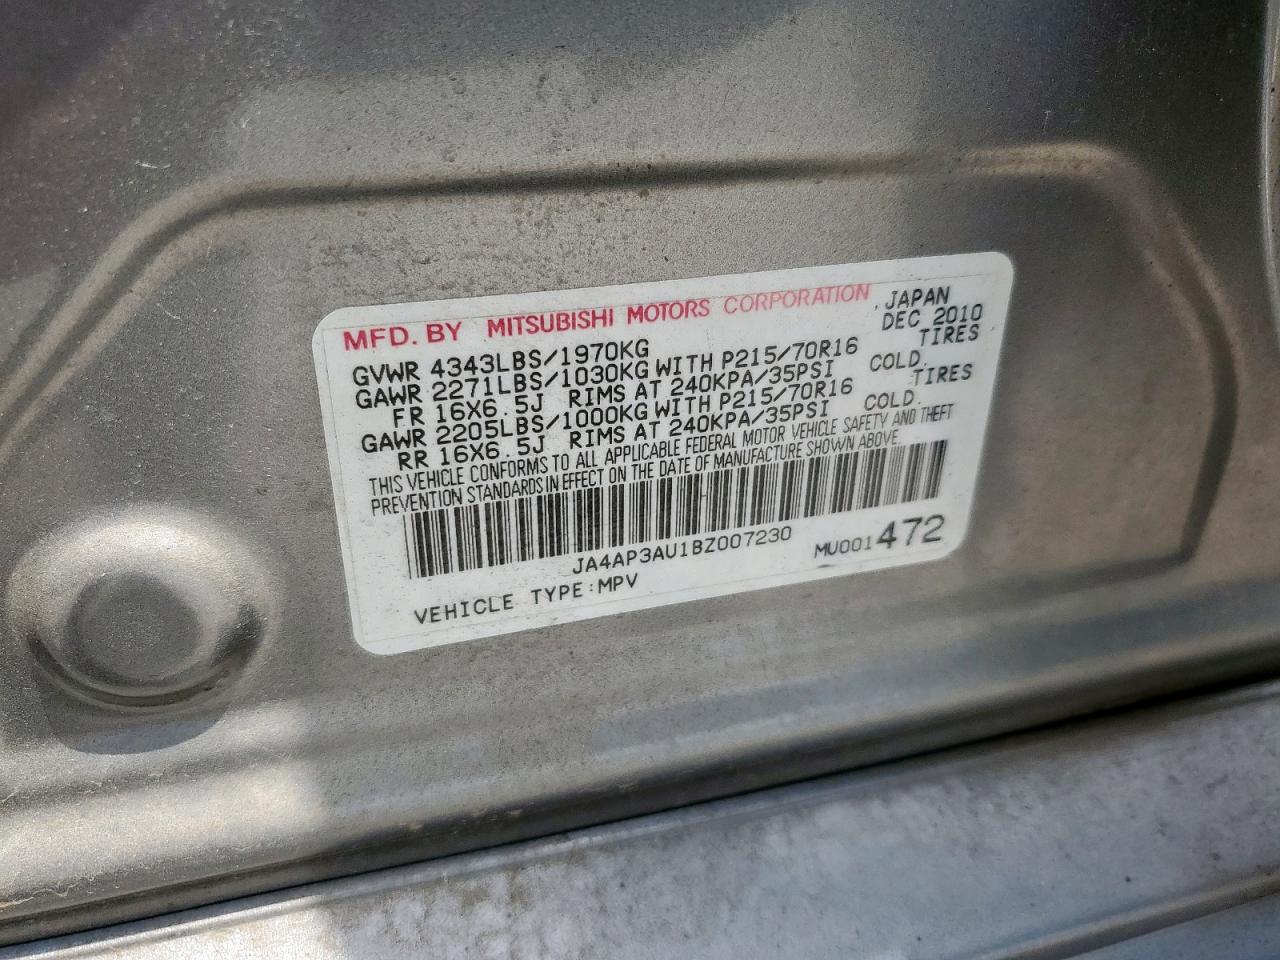 MFD. BY MITSUBISHI MOTORS CORPORATION , JAPAN
DEC 2010
GVWR 4343LBS/1970KG
GAWR 2271LBS/1030KG WITH P215/70R16 TIRES
FR 16X6.5J RIMS AT 240KPA/35PSI COLD.
GAWR 2205LBS/1000KG WITH P215/70R16 TIRES
RR 16X6.5J RIMS AT 240KPA/35PSI COLD.
THIS VEHICLE CONFORMS TO ALL APPLICABLE FEDERAL MOTOR VEHICLE SAFETY AND THEFT
PREVENTION STANDARDS IN EFFECT ON THE DATE OF MANUFACTURE SHOWN ABOVE.
JA4AP3AU1BZ007230
MU001472
VEHICLE TYPE:MPV